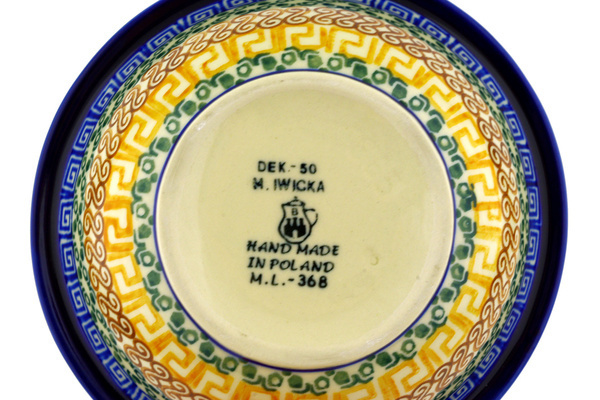 DEK.-50
M. IWICKA
B
HAND MADE
IN POLAND
M.L.-368